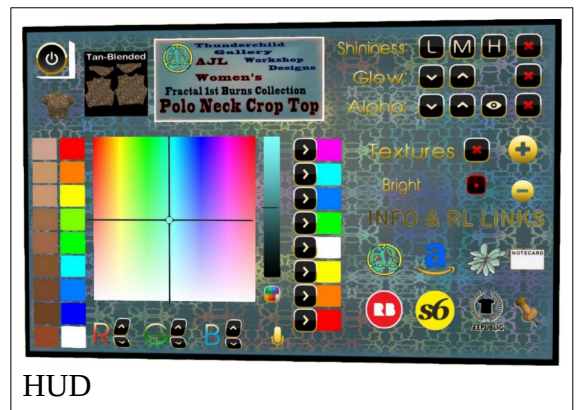 Tan-Blended
Thunderchild
Gallery
AJL Workshop
Designs
Women's
Fractal 1st Burns Collection
Polo Neck Crop Top
Shininess: L M H
Glow:
Alpha:
Textures
Bright
INFO & RL LINKS
a
NOTECARD
RB
s6
AEPUBLIC
R G B
HUD